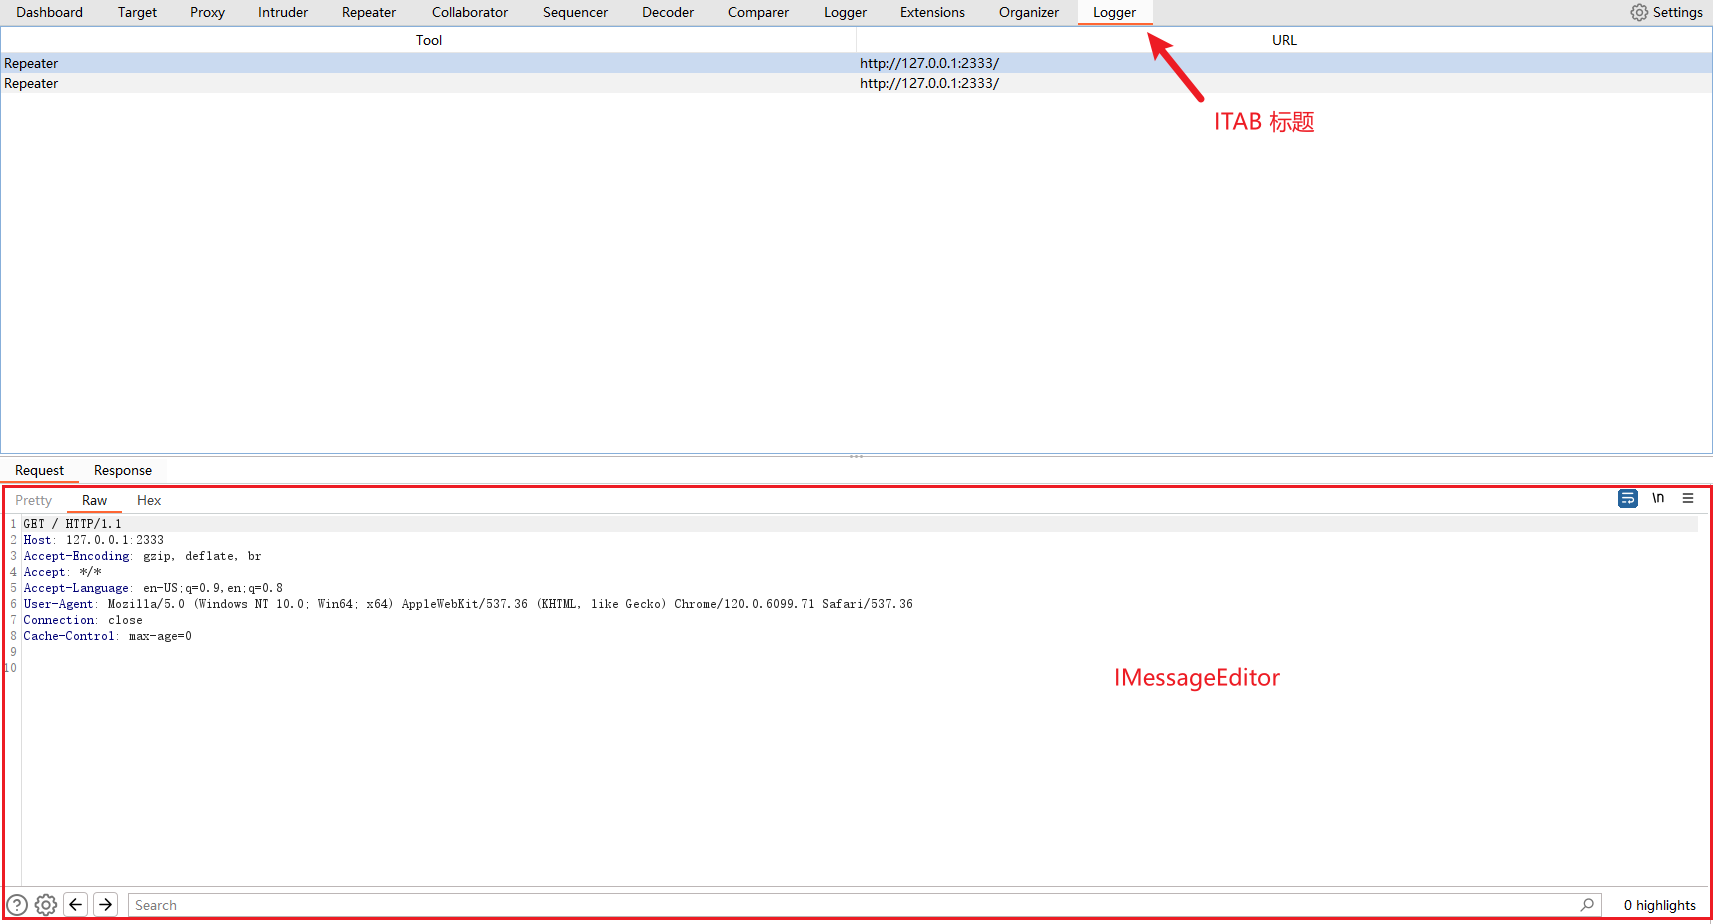 Dashboard Target Proxy Intruder Repeater Collaborator Sequencer Decoder Comparer Logger Extensions Organizer Logger Settings
Tool URL
Repeater http://127.0.0.1:2333/
Repeater http://127.0.0.1:2333/
ITAB 标题
Request Response
Pretty Raw Hex \n
1 GET / HTTP/1.1
2 Host: 127.0.0.1:2333
3 Accept-Encoding: gzip, deflate, br
4 Accept: */*
5 Accept-Language: en-US;q=0.9,en;q=0.8
6 User-Agent: Mozilla/5.0 (Windows NT 10.0; Win64; x64) AppleWebKit/537.36 (KHTML, like Gecko) Chrome/120.0.6099.71 Safari/537.36
7 Connection: close
8 Cache-Control: max-age=0
9
10
IMessageEditor
Search 0 highlights